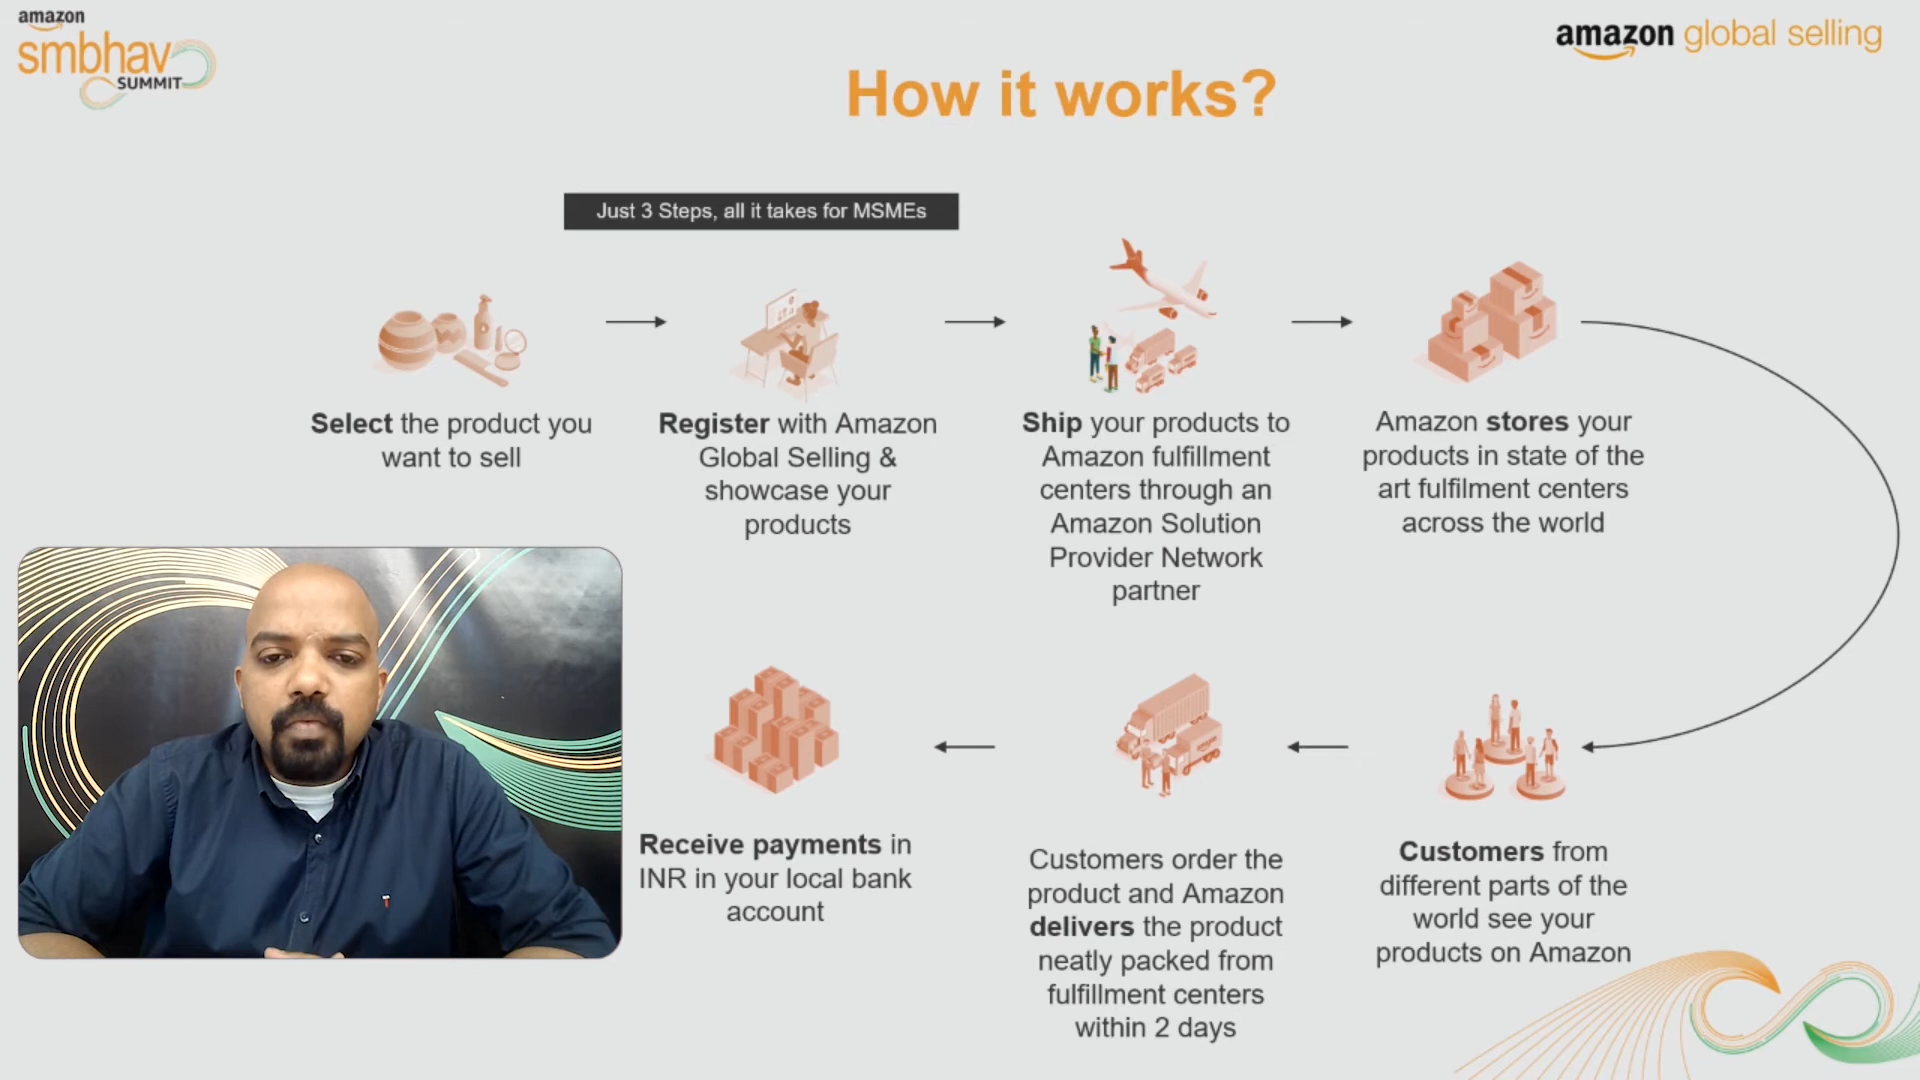 amazon
smbhav
SUMMIT
amazon global selling
How it works?
Just 3 Steps, all it takes for MSMEs
Select the product you
want to sell
Register with Amazon
Global Selling &
showcase your
products
Ship your products to
Amazon fulfillment
centers through an
Amazon Solution
Provider Network
partner
Amazon stores your
products in state of the
art fulfilment centers
across the world
Customers from
different parts of the
world see your
products on Amazon
Customers order the
product and Amazon
delivers the product
neatly packed from
fulfillment centers
within 2 days
Receive payments in
INR in your local bank
account